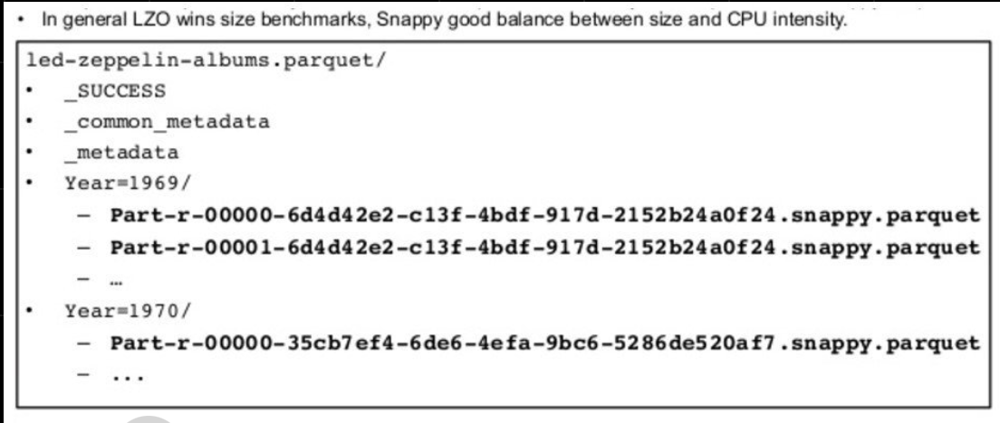 • In general LZO wins size benchmarks, Snappy good balance between size and CPU intensity.
led-zeppelin-albums.parquet/
• _SUCCESS
• _common_metadata
• _metadata
• Year=1969/
– Part-r-00000-6d4d42e2-c13f-4bdf-917d-2152b24a0f24.snappy.parquet
– Part-r-00001-6d4d42e2-c13f-4bdf-917d-2152b24a0f24.snappy.parquet
– …
• Year=1970/
– Part-r-00000-35cb7ef4-6de6-4efa-9bc6-5286de520af7.snappy.parquet
– ...